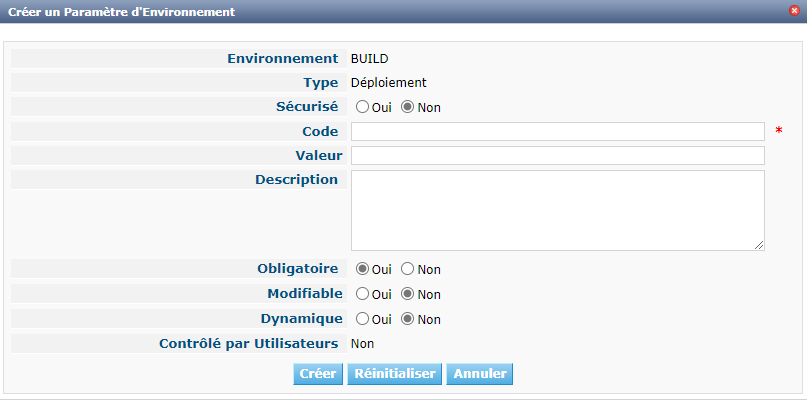 Créer un Paramètre d'Environnement
Environnement BUILD
Type Déploiement
Sécurisé Oui Non
Code *
Valeur
Description
Obligatoire Oui Non
Modifiable Oui Non
Dynamique Oui Non
Contrôlé par Utilisateurs Non
Créer Réinitialiser Annuler